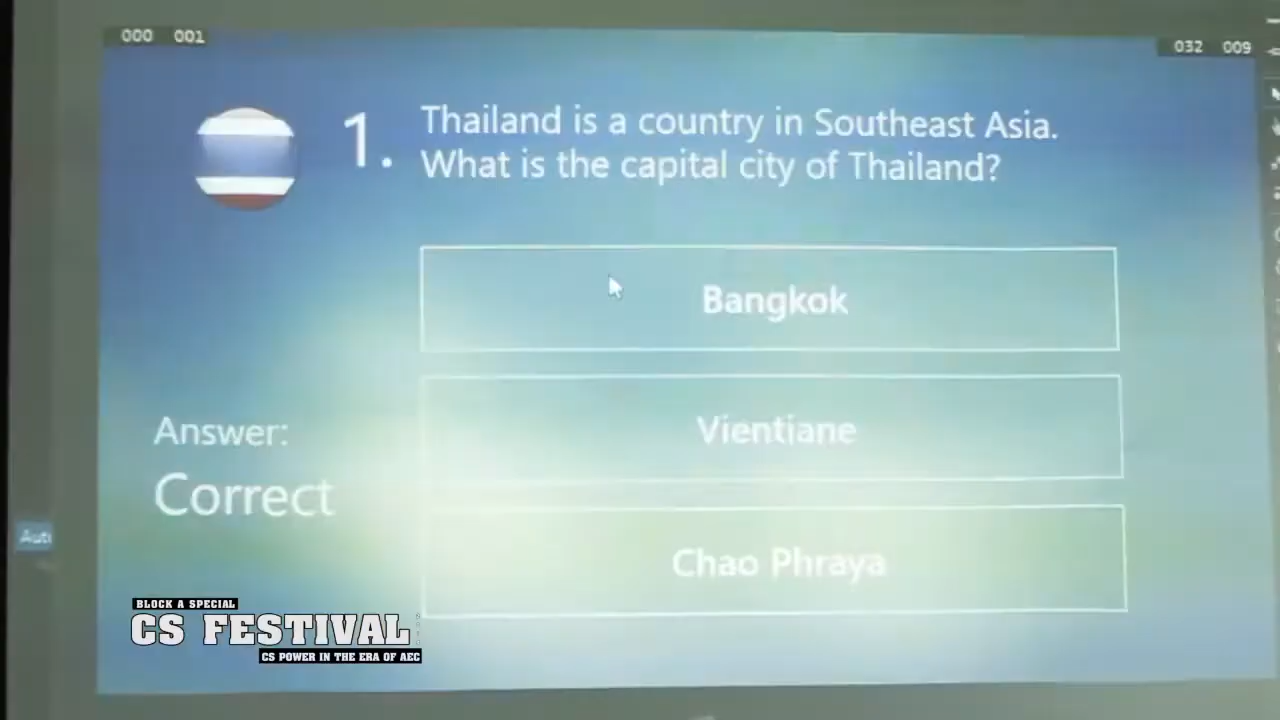 000 001
032 009
1.
Thailand is a country in Southeast Asia.
What is the capital city of Thailand?
Bangkok
Vientiane
Chao Phraya
Answer:
Correct
Auti
BLOCK A SPECIAL
CS FESTIVAL
CS POWER IN THE ERA OF AEC